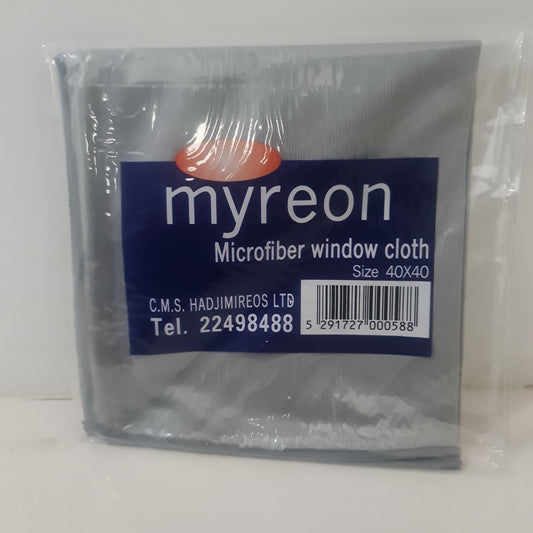 myreon
Microfiber window cloth
Size 40X40
C.M.S. HADJIMIREOS LTD
Tel. 22498488
5 291727 000588